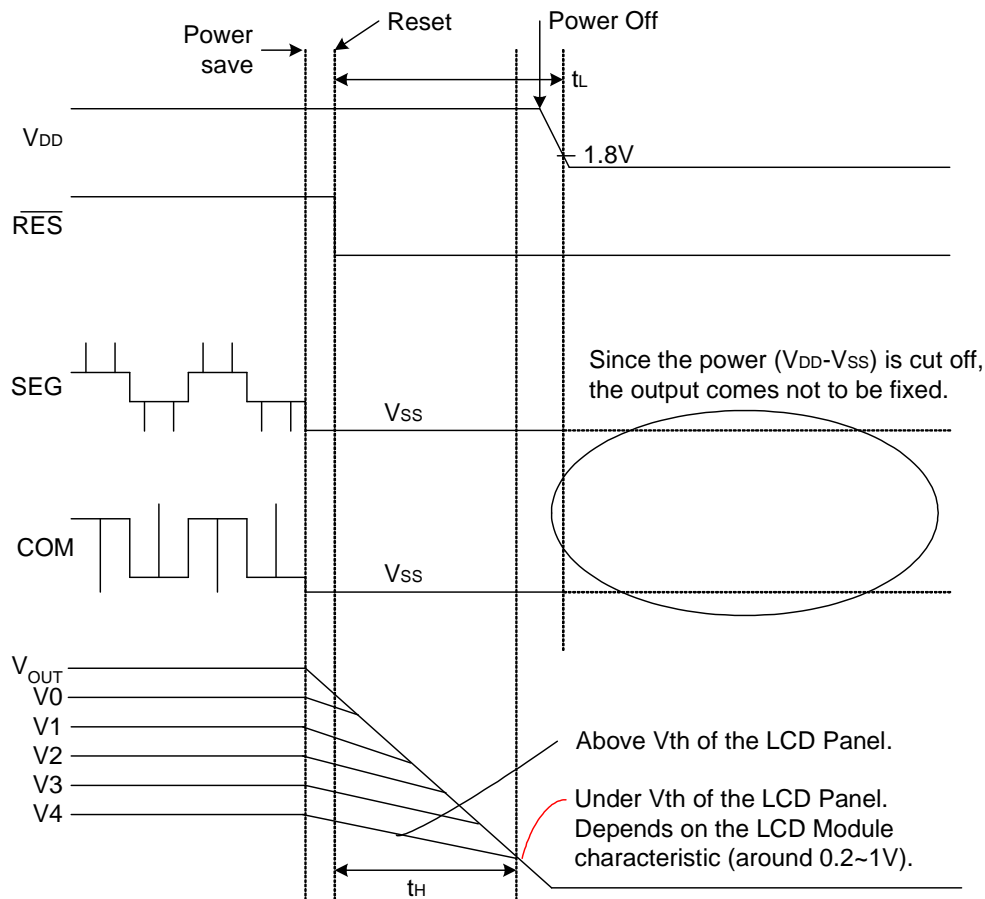 Power
save
Reset
Power Off
tL
VDD
1.8V
RES
SEG
VSS
Since the power (VDD-VSS) is cut off,
the output comes not to be fixed.
COM
VSS
VOUT
V0
V1
V2
V3
V4
Above Vth of the LCD Panel.
Under Vth of the LCD Panel.
Depends on the LCD Module
characteristic (around 0.2~1V).
tH